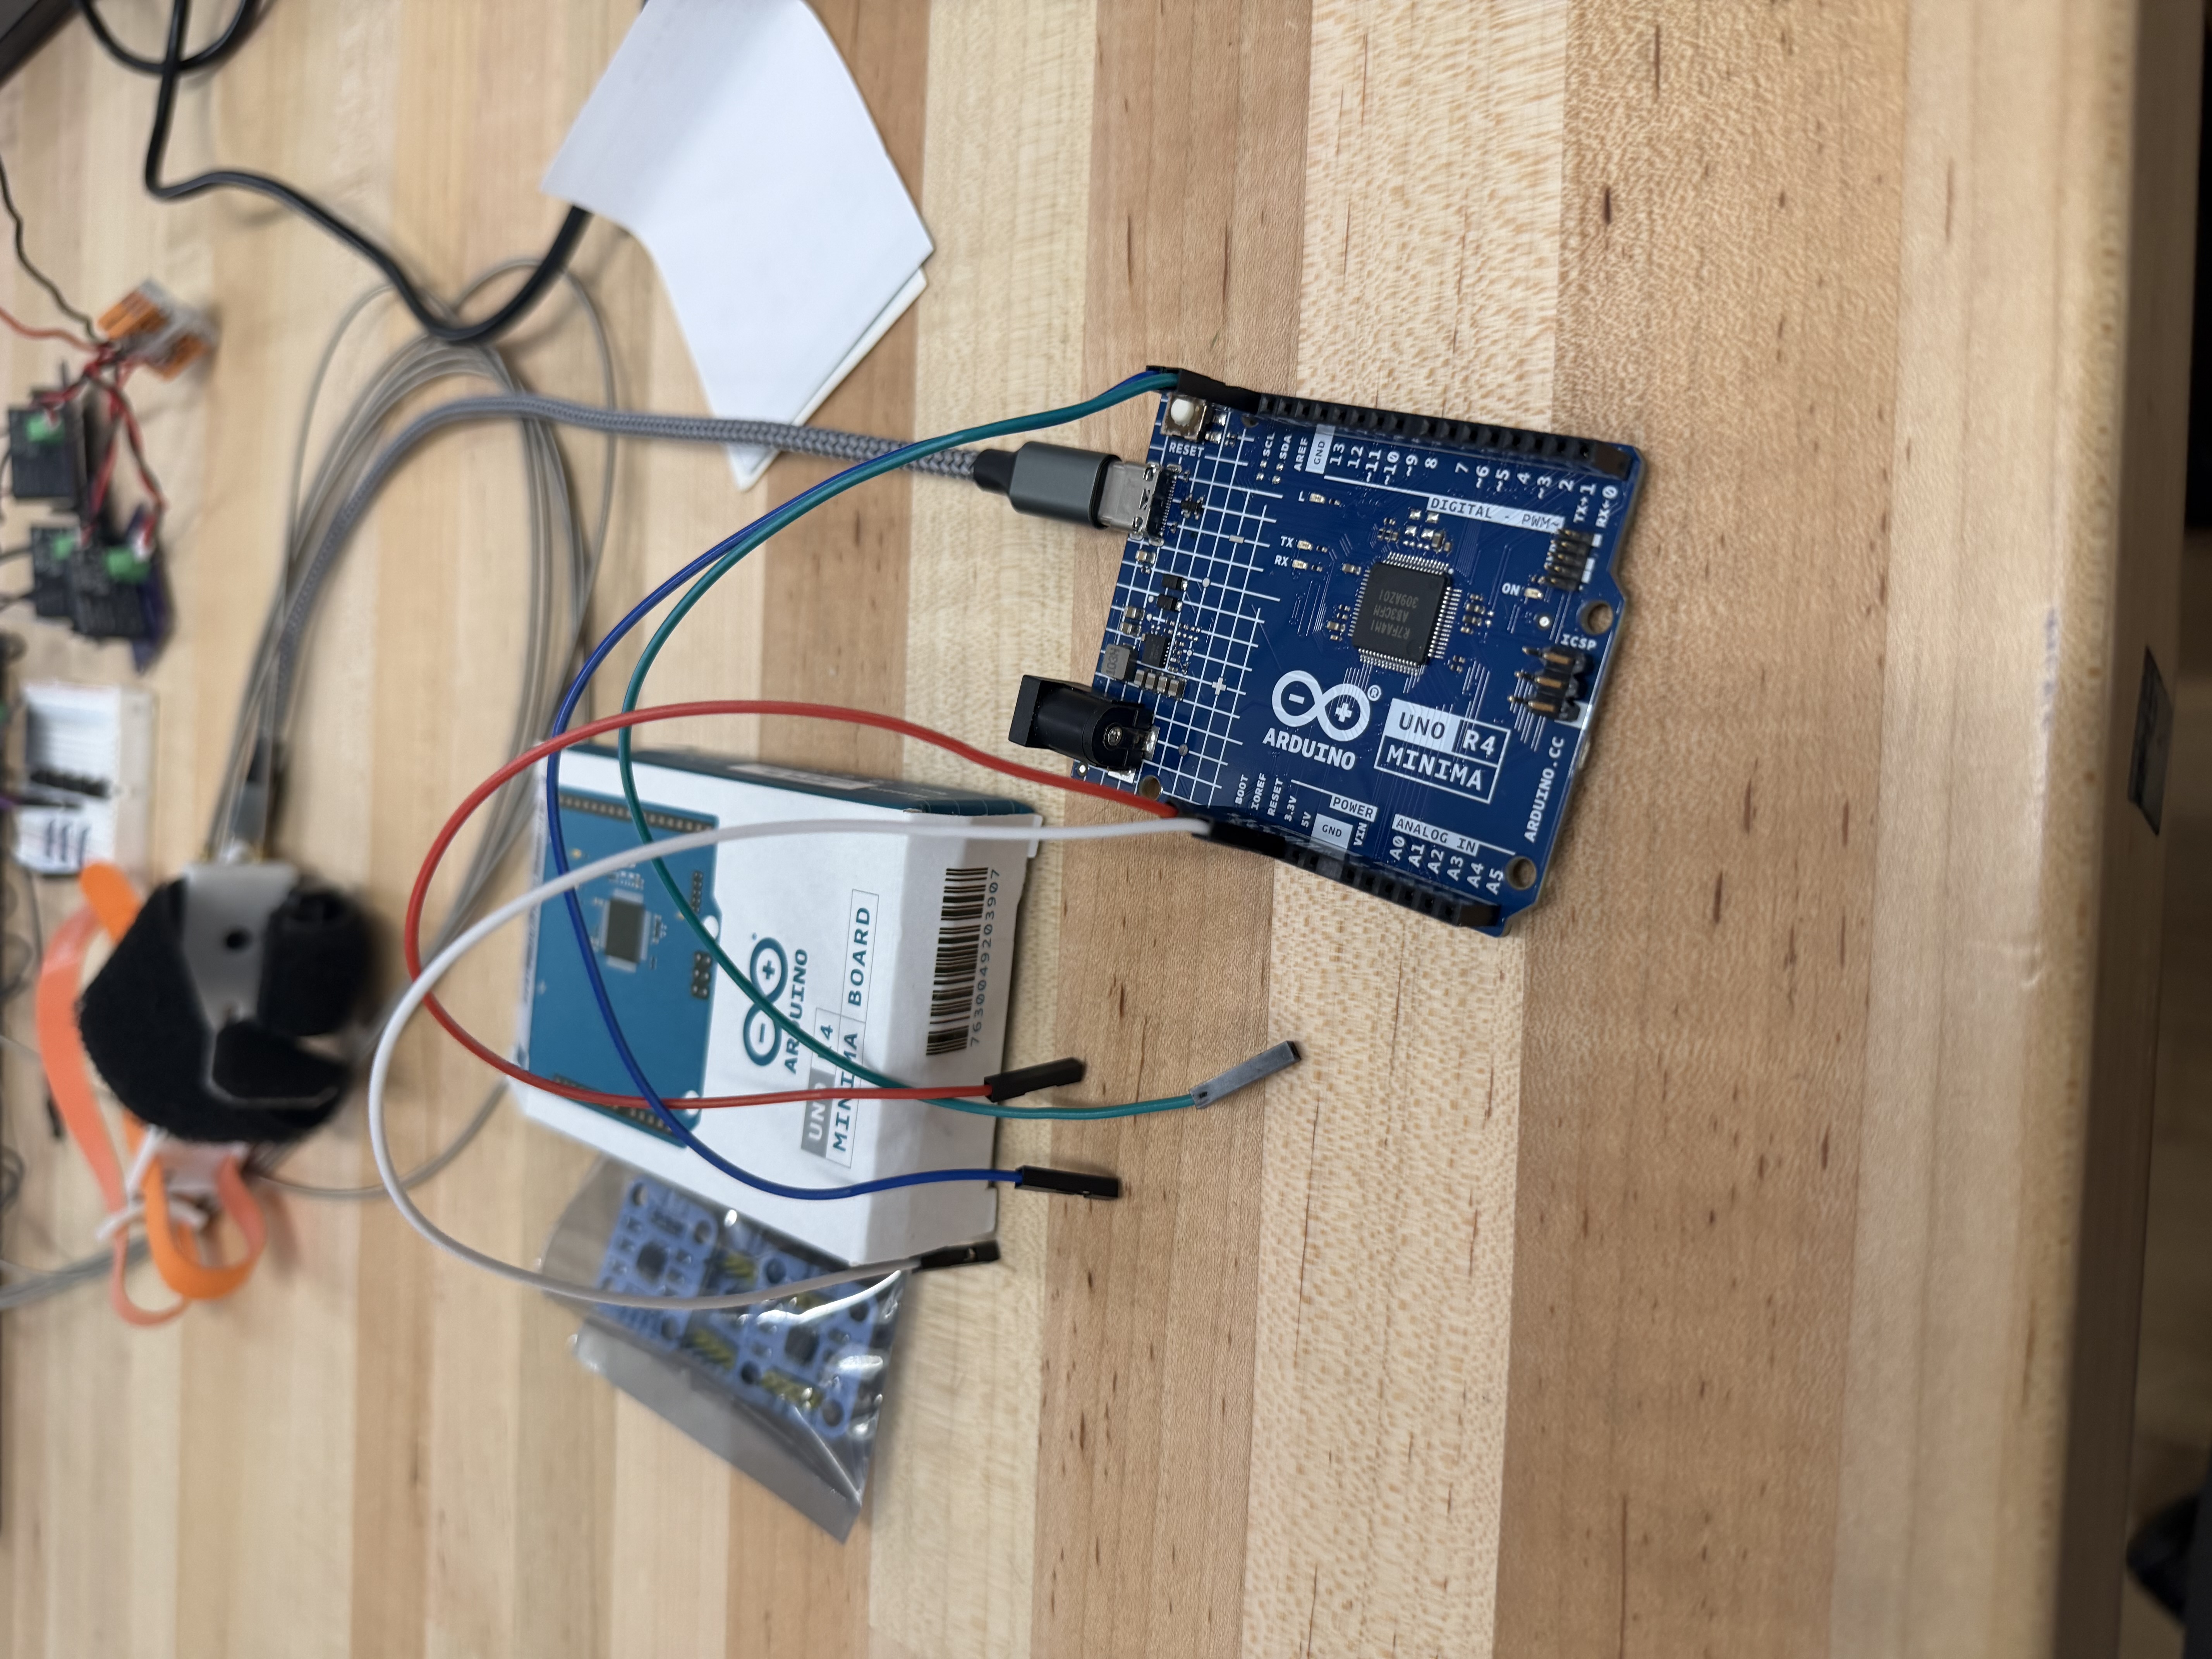 ARDUINO
UNO R4
MINIMA BOARD
7630049203907
103M
RESET
BOOT
IOREF
RESET
3.3V
5V
GND
VIN
POWER
A0
A1
A2
A3
A4
A5
ANALOG IN
ARDUINO
UNO R4
MINIMA
RX
TX
L
SCL
SDA
AREF
GND
13
12
~11
~10
~9
8
7
~6
~5
4
~3
2
TX→1
RX←0
DIGITAL
PWM~
ON
ICSP
ARDUINO.CC